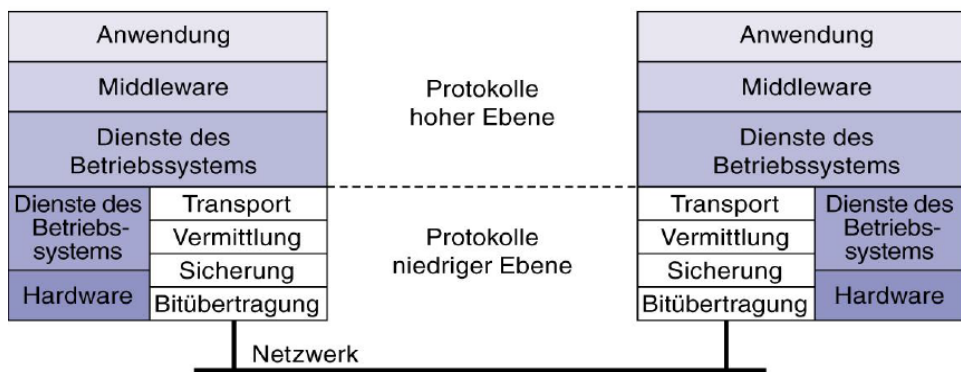 Anwendung
Middleware
Dienste des
Betriebssystems
Dienste des
Betriebs-
systems
Hardware
Transport
Vermittlung
Sicherung
Bitübertragung
Protokolle
hoher Ebene
Protokolle
niedriger Ebene
Anwendung
Middleware
Dienste des
Betriebssystems
Transport
Vermittlung
Sicherung
Bitübertragung
Dienste des
Betriebs-
systems
Hardware
Netzwerk